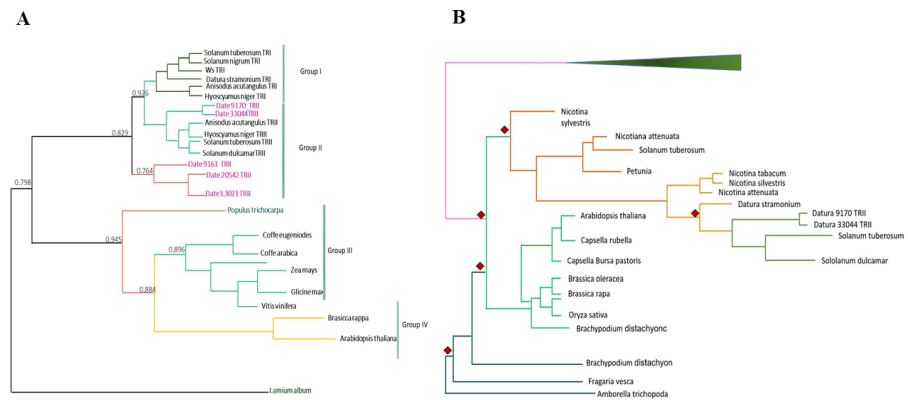 A
B
Solanum tuberosum TRI
Solanum nigrum TRI
Ws TRI
Datura stramonium TRI
Anisodus acutangulus TRI
Hyoscyamus niger TRI
Group I
0.926
Date 9170 TRII
Date 33044TRII
Anisodus acutangulus TRII
Hyoscyamus niger TRII
Solanum tuberosum TRII
Solanum dulcamarTRII
Group II
0.829
Date 9161 TRII
Date 20542 TRII
Date3.3021 TRII
0.764
0.798
Populus trichocarpa
0.945
Coffe eugeniodes
Coffe arabica
0.896
Zea mays
Glicine max
Vitis vinifera
Group III
0.884
Brasicca rappa
Arabidopsis thaliana
Group IV
Lamium album
Nicotina
sylvestris
Nicotiana attenuata
Solanum tuberosum
Petunia
Nicotina tabacum
Nicotina silvestris
Nicotina attenuata
Datura stramonium
Datura 9170 TRII
Datura 33044 TRII
Solanum tuberosum
Sololanum dulcamar
Arabidopsis thaliana
Capsella rubella
Capsella Bursa pastoris
Brassica oleracea
Brassica rapa
Oryza sativa
Brachypodium distachyonc
Brachypodium distachyon
Fragaria vesca
Amborella trichopoda